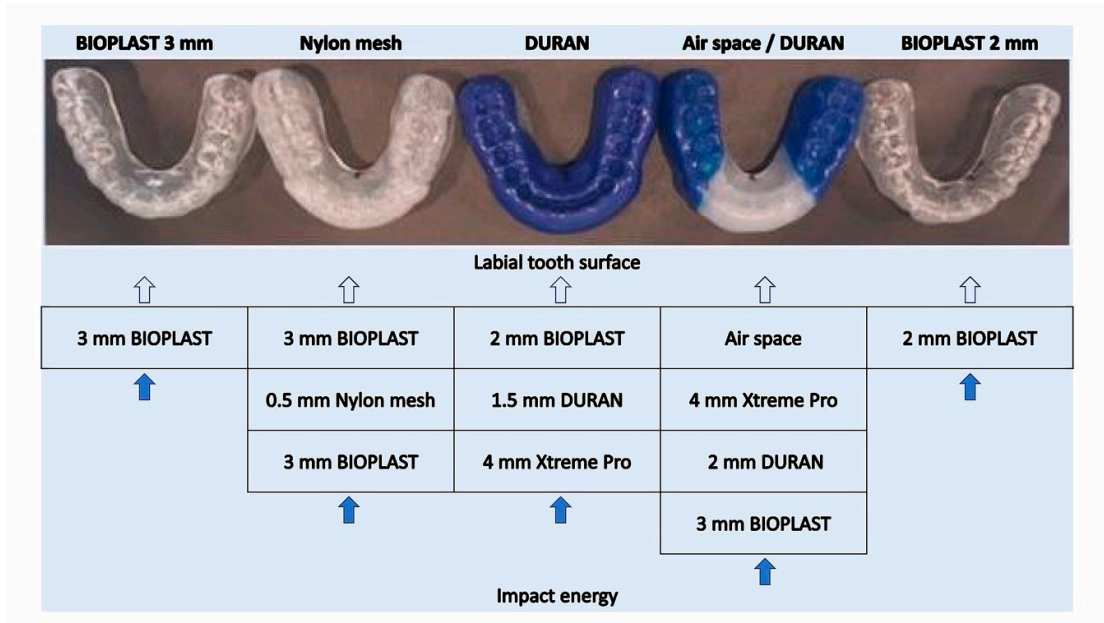 BIOPLAST 3 mm
Nylon mesh
DURAN
Air space / DURAN
BIOPLAST 2 mm
Labial tooth surface
3 mm BIOPLAST
3 mm BIOPLAST
2 mm BIOPLAST
Air space
2 mm BIOPLAST
0.5 mm Nylon mesh
1.5 mm DURAN
4 mm Xtreme Pro
3 mm BIOPLAST
4 mm Xtreme Pro
2 mm DURAN
3 mm BIOPLAST
Impact energy